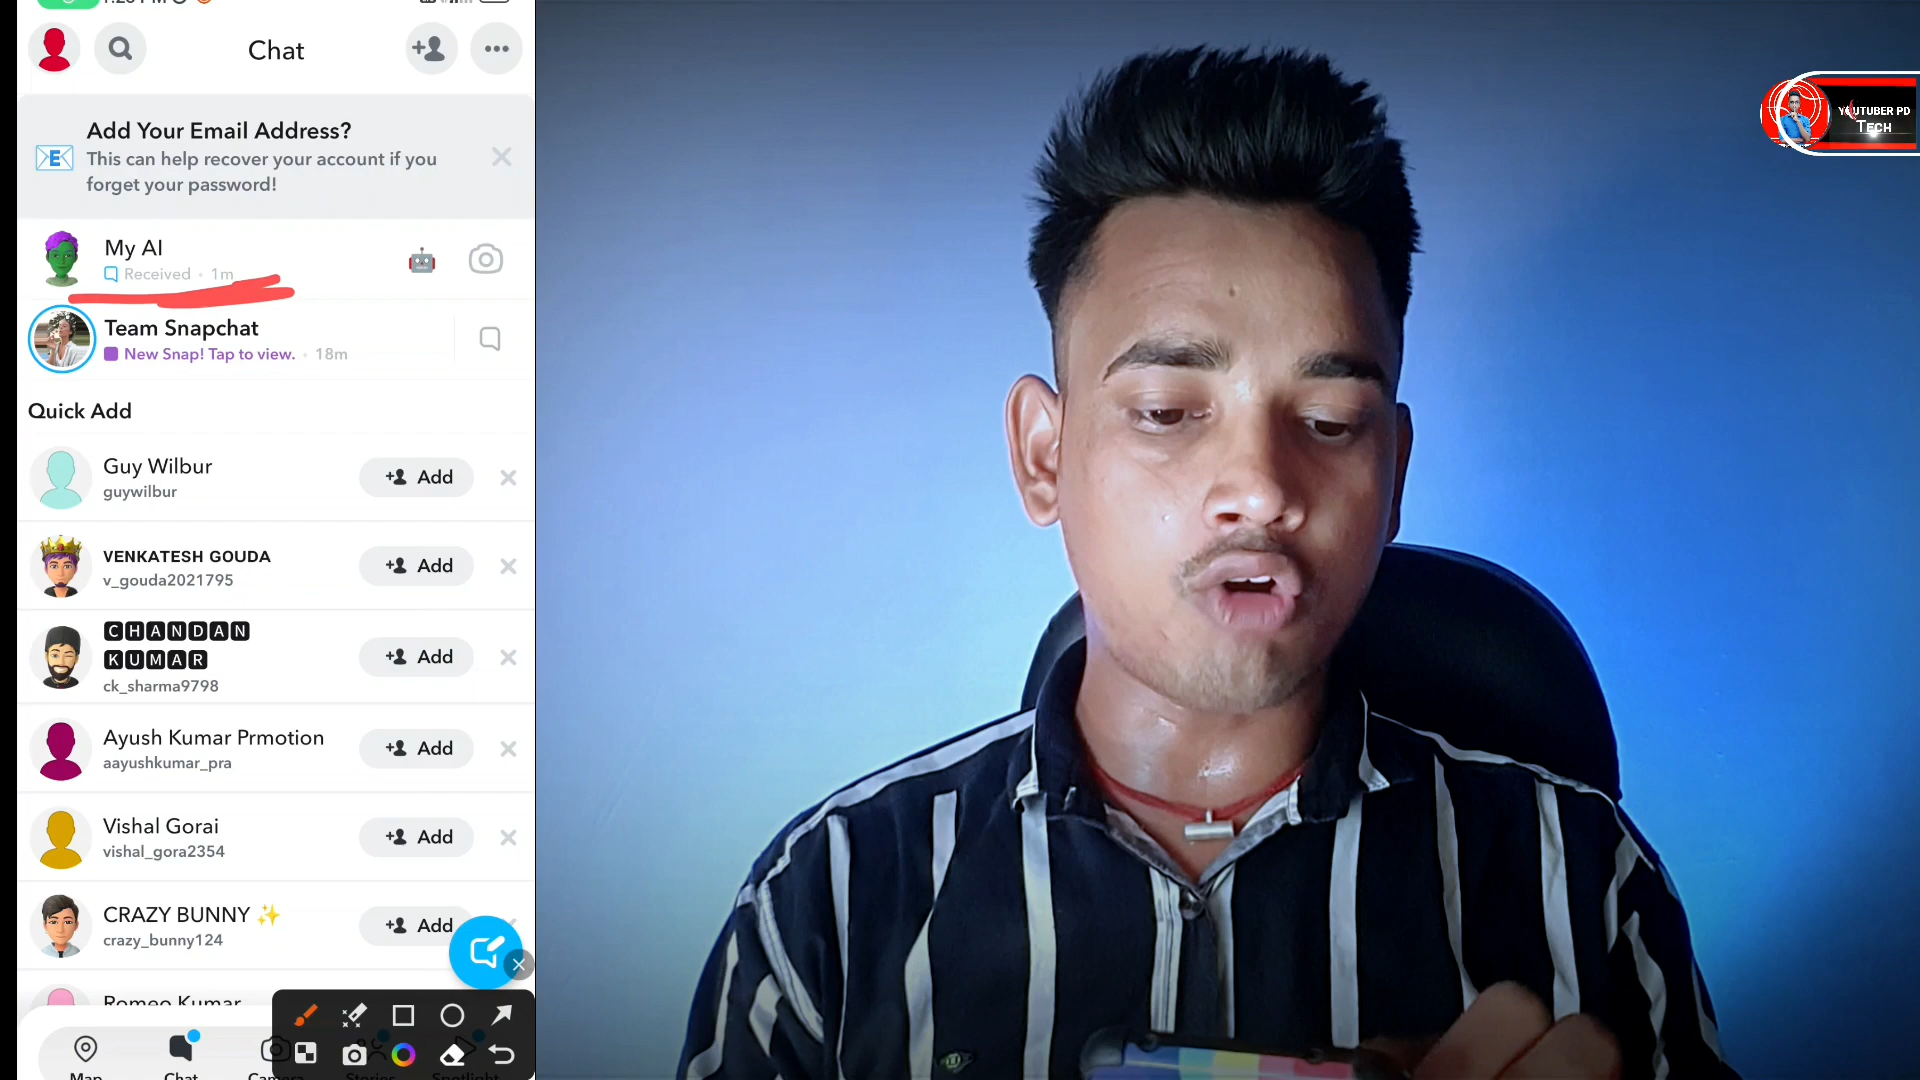 Chat
Add Your Email Address?
This can help recover your account if you
forget your password!
My AI
Received · 1m
Team Snapchat
New Snap! Tap to view. · 18m
Quick Add
Guy Wilbur
guywilbur
Add
VENKATESH GOUDA
v_gouda2021795
Add
CHANDAN
KUMAR
ck_sharma9798
Add
Ayush Kumar Prmotion
aayushkumar_pra
Add
Vishal Gorai
vishal_gora2354
Add
CRAZY BUNNY ✨
crazy_bunny124
Add
Romeo Kumar
Map
Chat
Camera
Stories
Spotlight
YOUTUBER PD
TECH